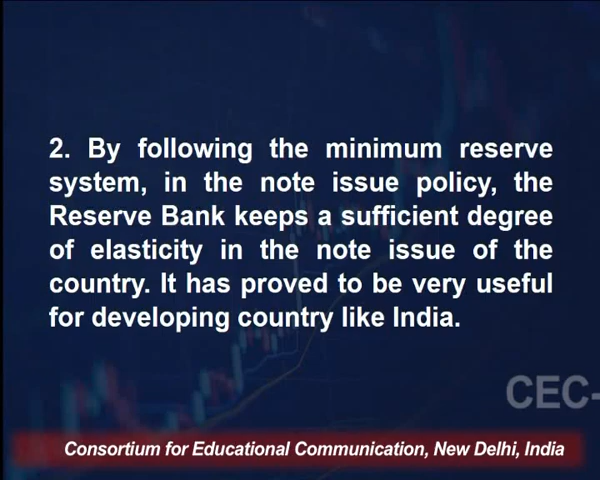 2. By following the minimum reserve
system, in the note issue policy, the
Reserve Bank keeps a sufficient degree
of elasticity in the note issue of the
country. It has proved to be very useful
for developing country like India.
CEC-
Consortium for Educational Communication, New Delhi, India